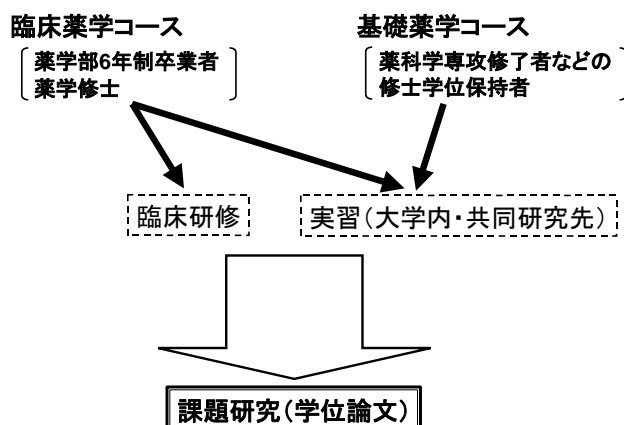 臨床薬学コース
薬学部6年制卒業者
薬学修士
基礎薬学コース
薬科学専攻修了者などの
修士学位保持者
臨床研修
実習(大学内・共同研究先)
課題研究(学位論文)